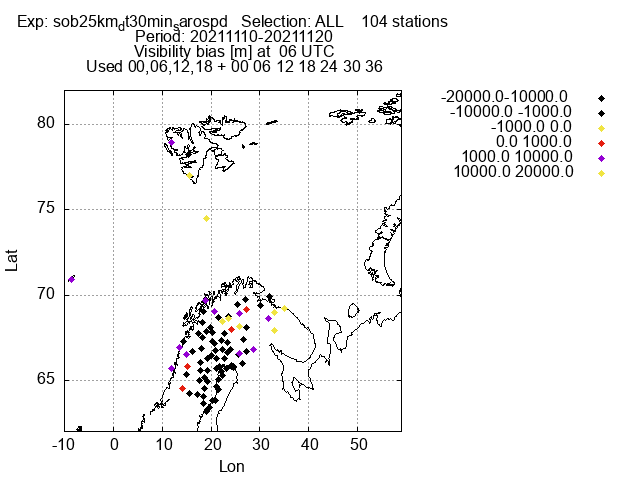 Exp: sob25kmdt30minsarospd   Selection: ALL    104 stations
Period: 20211110-20211120
Visibility bias [m] at  06 UTC
Used 00,06,12,18 + 00 06 12 18 24 30 36
-20000.0-10000.0
-10000.0 -1000.0
-1000.0 0.0
0.0 1000.0
1000.0 10000.0
10000.0 20000.0
80
75
70
65
Lat
-10 0 10 20 30 40 50
Lon